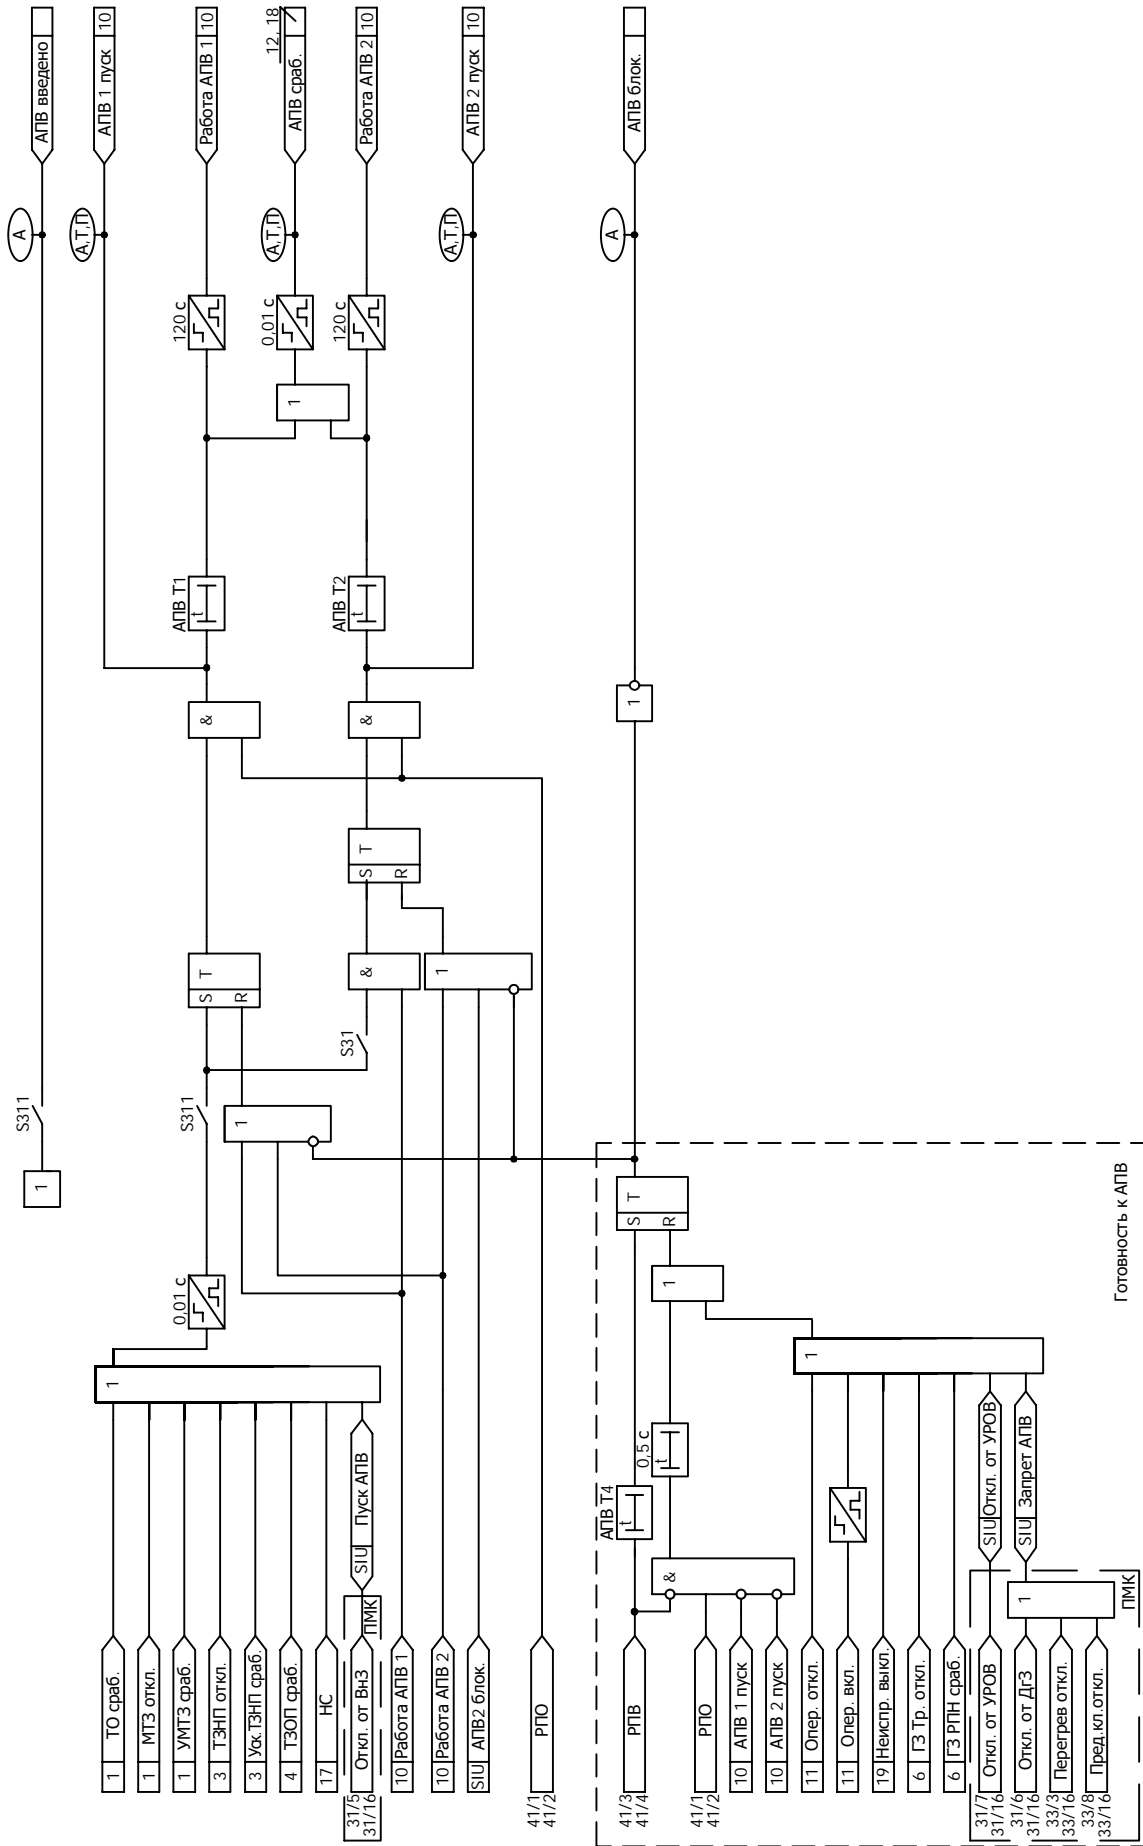 1 ТО сраб.
1 МТЗ откл.
1 УМТЗ сраб.
3 ТЗНП откл.
3 Уск.ТЗНП сраб.
4 ТЗОП сраб.
17 НС
31/5
31/16
Откл. от ВнЗ
ПМК
SIU Пуск АПВ
10 Работа АПВ 1
10 Работа АПВ 2
SIU АПВ2 блок.
41/1
41/2
РПО
1
0,01 с
1
S311
S311
1
S T
R
S31
&
1
S T
R
&
&
АПВ Т1
t
АПВ Т2
t
1
120 с
0,01 с
120 с
А
А,Т,П
А,Т,П
А,Т,П
А
АПВ введено
АПВ 1 пуск 10
Работа АПВ 1 10
АПВ сраб.
12, 18
Работа АПВ 2 10
АПВ 2 пуск 10
АПВ блок.
41/3
41/4
РПВ
41/1
41/2
РПО
10 АПВ 1 пуск
10 АПВ 2 пуск
11 Опер. откл.
11 Опер. вкл.
19 Неиспр. выкл.
6 ГЗ Тр. откл.
6 ГЗ РПН сраб.
31/7
31/16
Откл. от УРОВ
31/6
31/16
Откл. от ДгЗ
33/3
33/16
Перегрев откл.
33/8
33/16
Пред.кл.откл.
1
ПМК
SIU Откл. от УРОВ
SIU Запрет АПВ
&
АПВ Т4
t
0,5 с
t
1
1
S T
R
1
Готовность к АПВ